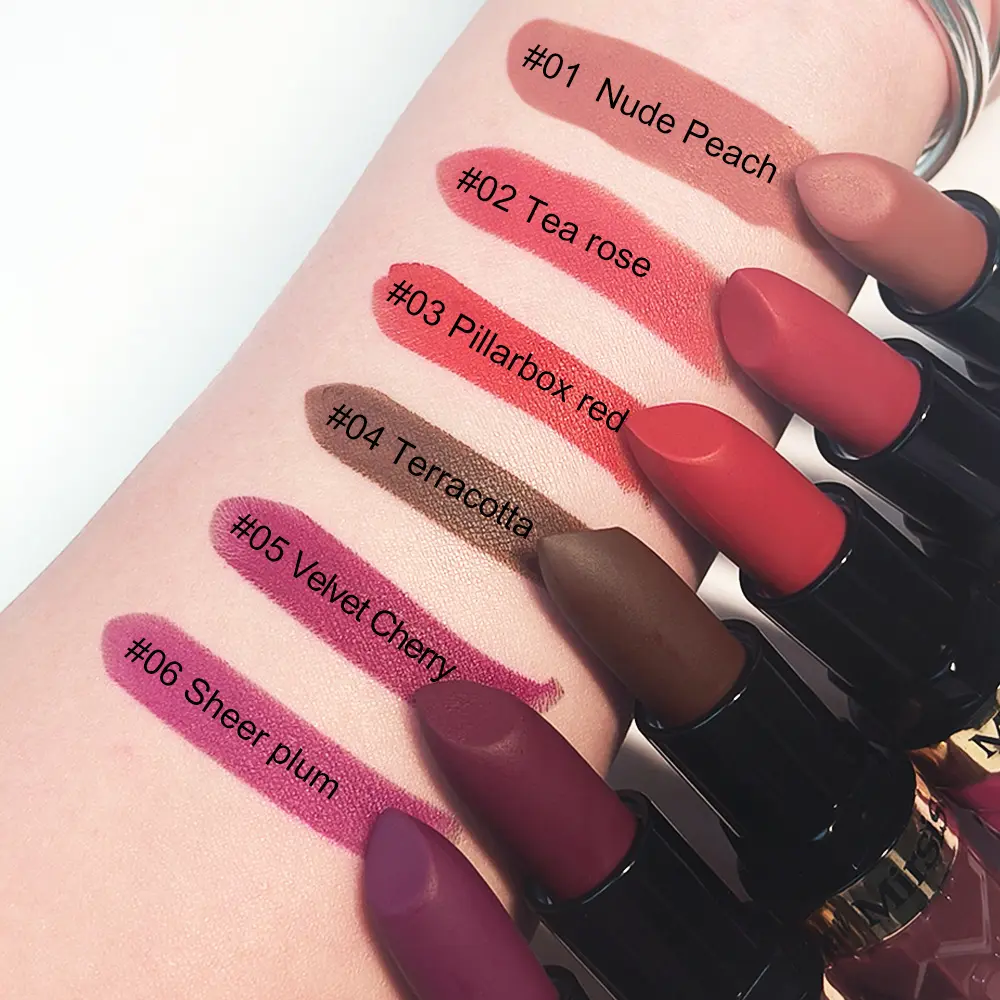 #01 Nude Peach
#02 Tea rose
#03 Pillarbox red
#04 Terracotta
#05 Velvet Cherry
#06 Sheer plum